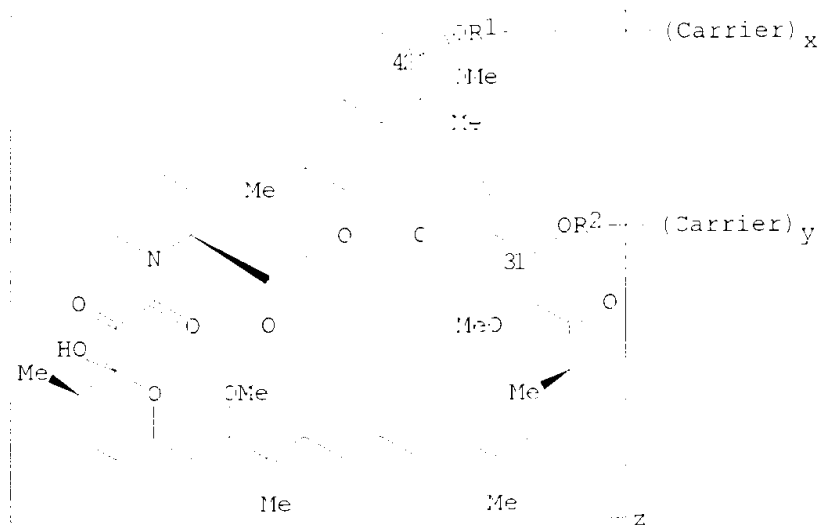 OR1 (Carrier)x
42 OMe
Me
Me
O O OR2 (Carrier)y
N 31
O O O MeO O
HO
Me O OMe Me
Me Me
z